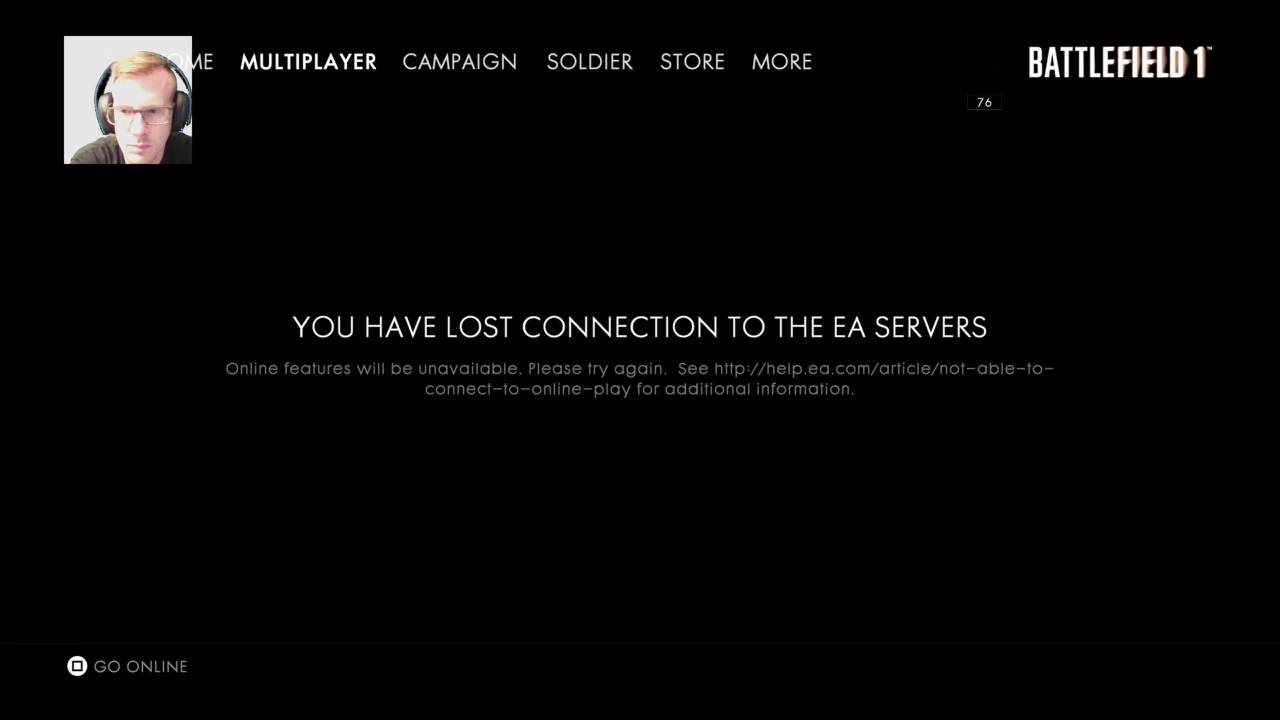 OME MULTIPLAYER CAMPAIGN SOLDIER STORE MORE BATTLEFIELD 1™
76
YOU HAVE LOST CONNECTION TO THE EA SERVERS
Online features will be unavailable. Please try again. See http://help.ea.com/article/not-able-to-
connect-to-online-play for additional information.
GO ONLINE